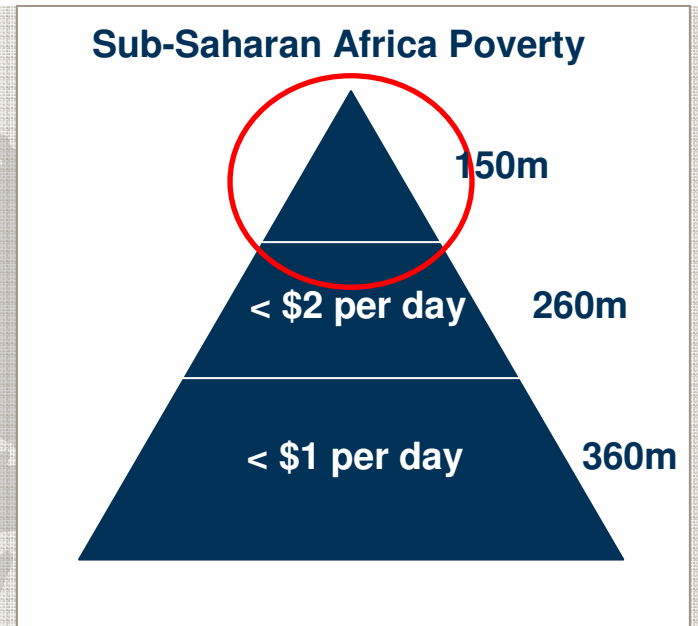 Sub-Saharan Africa Poverty
150m
< $2 per day 260m
< $1 per day 360m